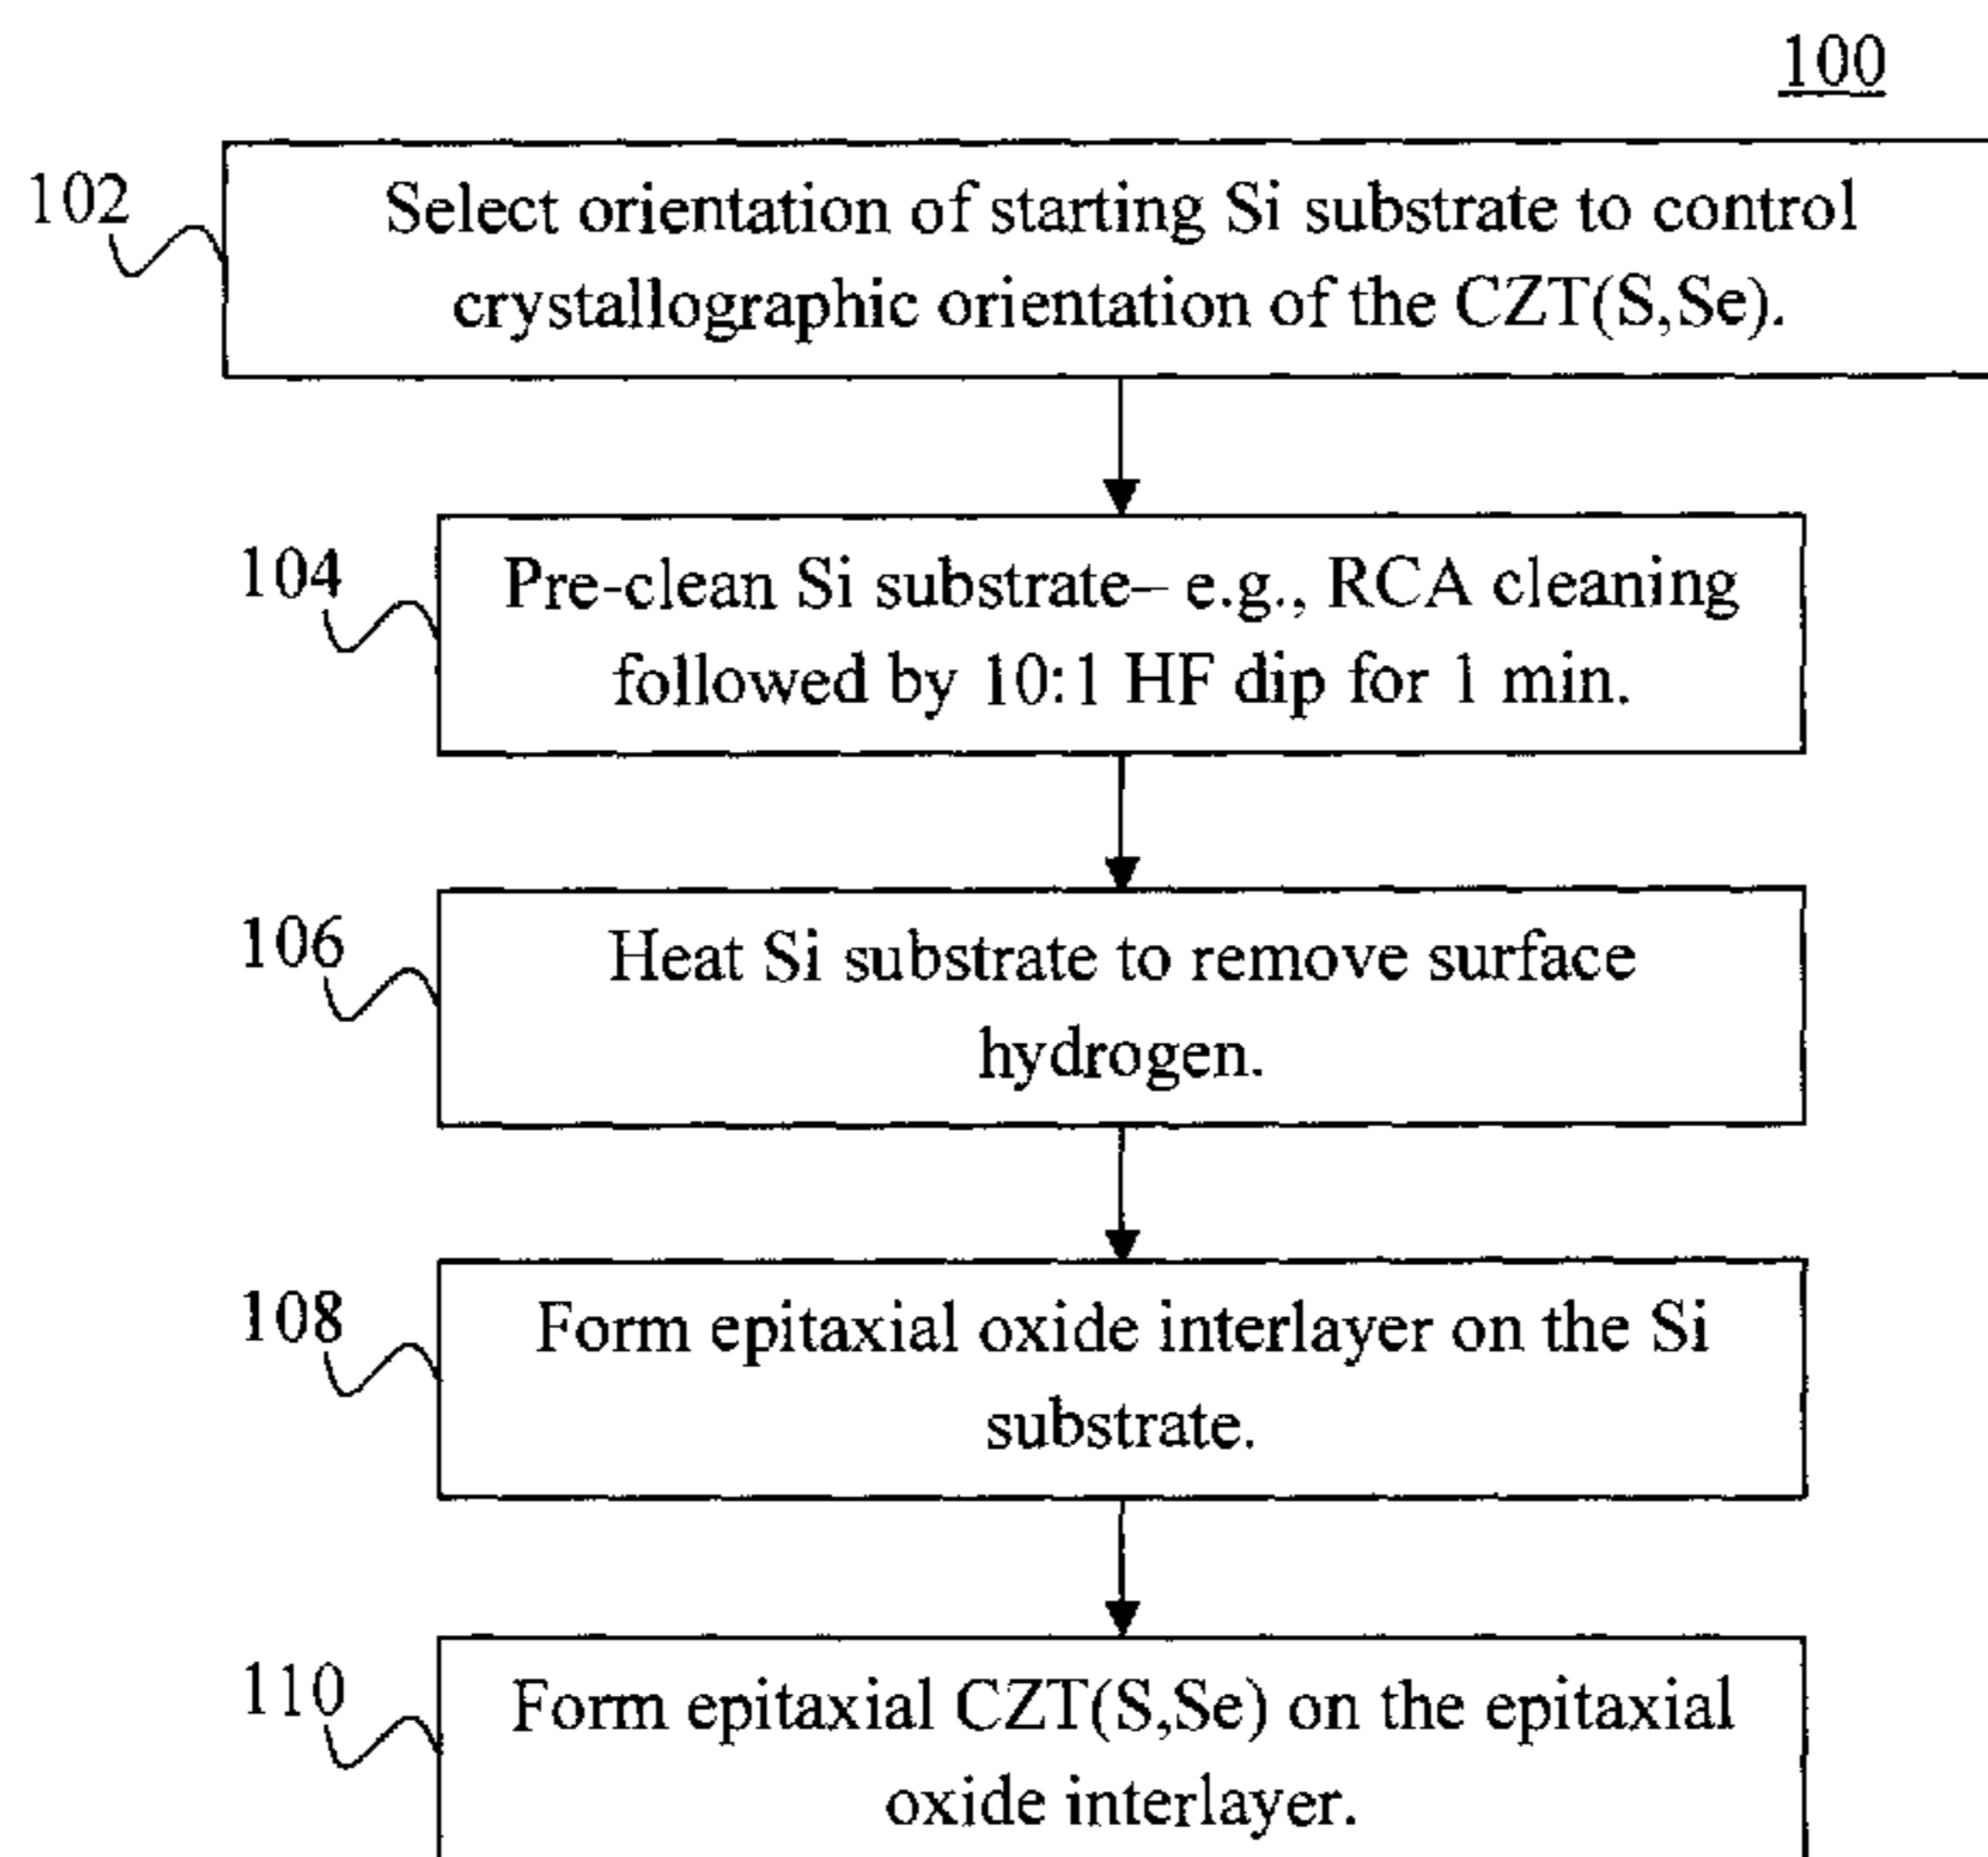 100
102
Select orientation of starting Si substrate to control
crystallographic orientation of the CZT(S,Se).
104
Pre-clean Si substrate– e.g., RCA cleaning
followed by 10:1 HF dip for 1 min.
106
Heat Si substrate to remove surface
hydrogen.
108
Form epitaxial oxide interlayer on the Si
substrate.
110
Form epitaxial CZT(S,Se) on the epitaxial
oxide interlayer.